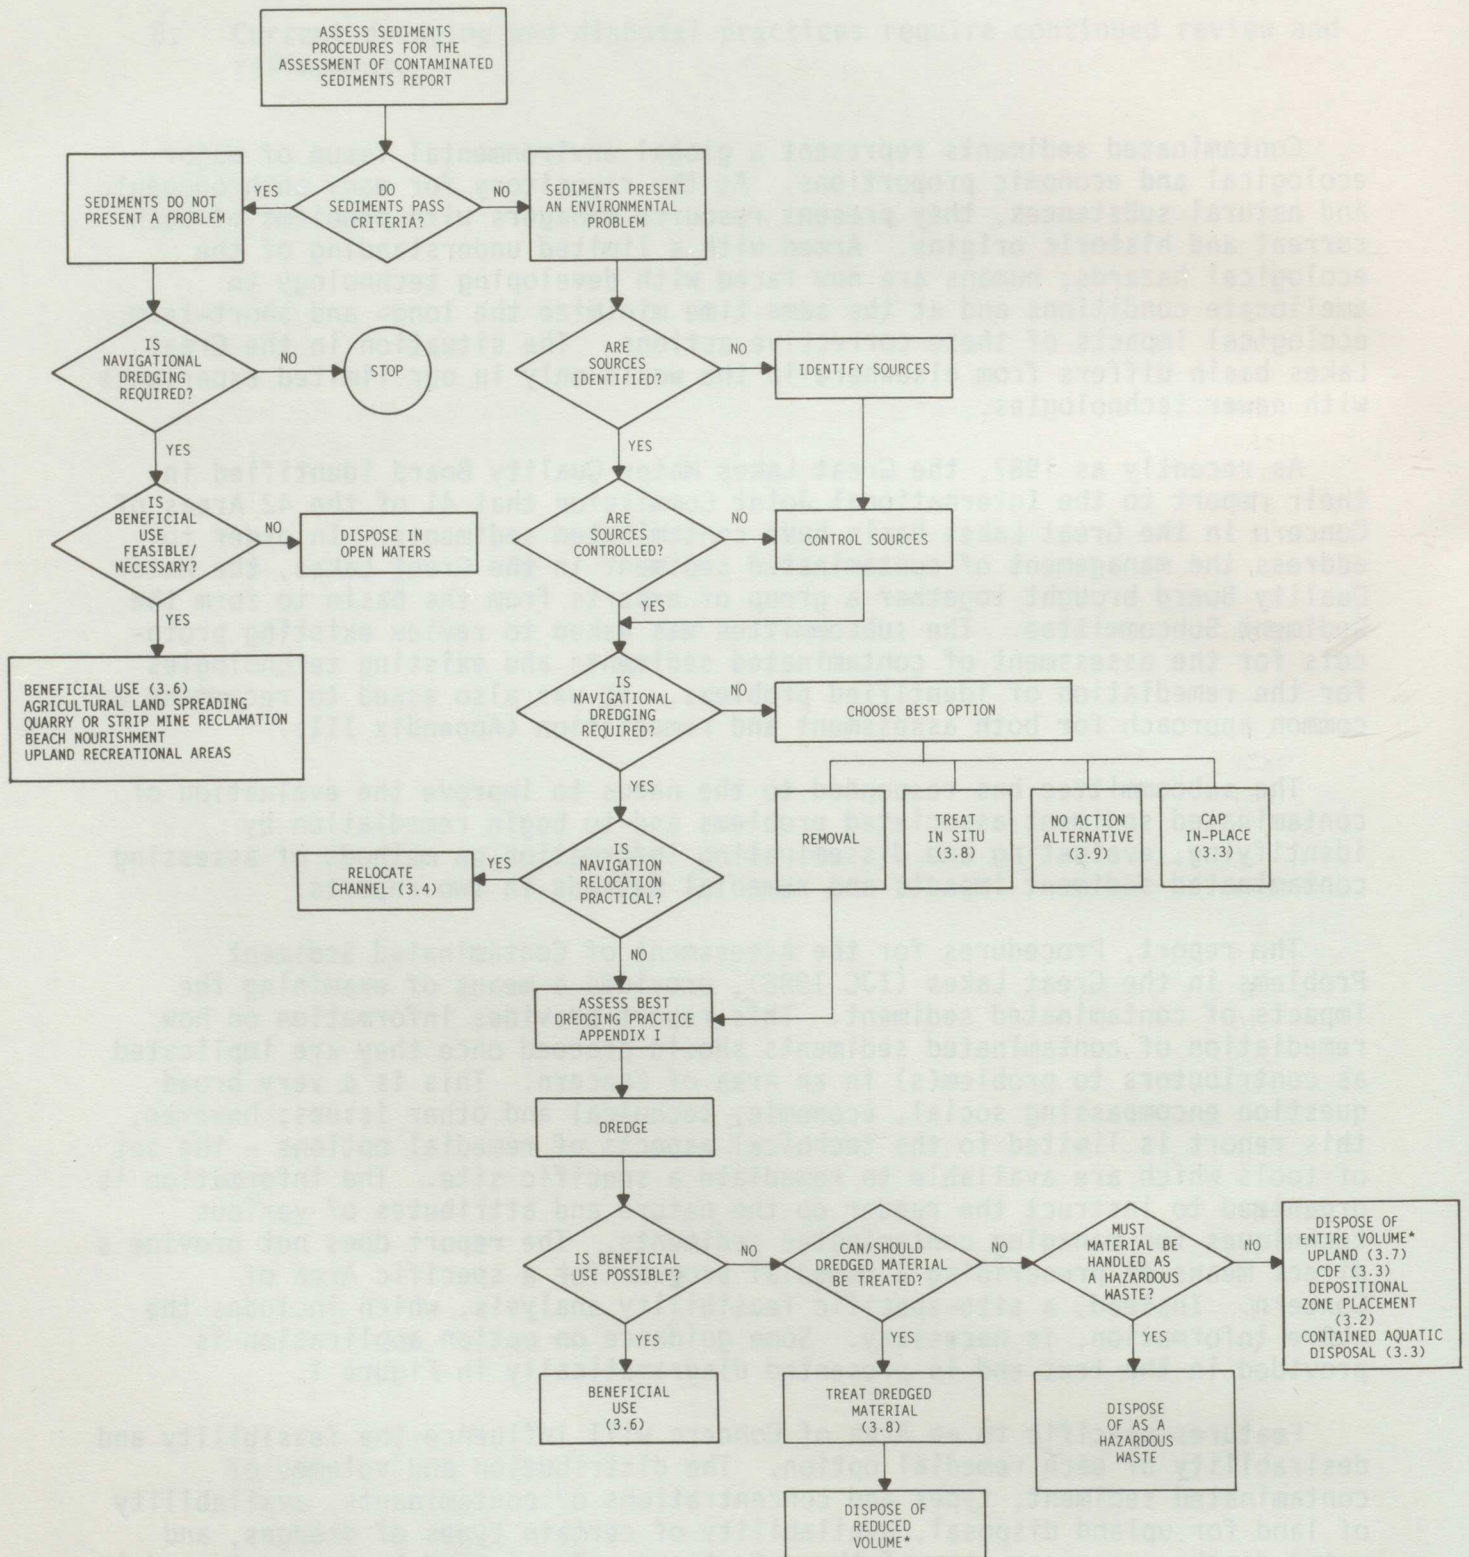 ASSESS SEDIMENTS
PROCEDURES FOR THE
ASSESSMENT OF CONTAMINATED
SEDIMENTS REPORT
SEDIMENTS DO NOT
PRESENT A PROBLEM
YES
DO
SEDIMENTS PASS
CRITERIA?
NO
SEDIMENTS PRESENT
AN ENVIRONMENTAL
PROBLEM
IS
NAVIGATIONAL
DREDGING
REQUIRED?
NO
STOP
ARE
SOURCES
IDENTIFIED?
NO
IDENTIFY SOURCES
YES
YES
IS
BENEFICIAL
USE
FEASIBLE/
NECESSARY?
NO
DISPOSE IN
OPEN WATERS
ARE
SOURCES
CONTROLLED?
NO
CONTROL SOURCES
YES
YES
BENEFICIAL USE (3.6)
AGRICULTURAL LAND SPREADING
QUARRY OR STRIP MINE RECLAMATION
BEACH NOURISHMENT
UPLAND RECREATIONAL AREAS
IS
NAVIGATIONAL
DREDGING
REQUIRED?
NO
CHOOSE BEST OPTION
YES
REMOVAL
TREAT
IN SITU
(3.8)
NO ACTION
ALTERNATIVE
(3.9)
CAP
IN-PLACE
(3.3)
RELOCATE
CHANNEL (3.4)
YES
IS
NAVIGATION
RELOCATION
PRACTICAL?
NO
ASSESS BEST
DREDGING PRACTICE
APPENDIX I
DREDGE
IS BENEFICIAL
USE POSSIBLE?
NO
CAN/SHOULD
DREDGED MATERIAL
BE TREATED?
NO
MUST
MATERIAL BE
HANDLED AS
A HAZARDOUS
WASTE?
NO
DISPOSE OF
ENTIRE VOLUME*
UPLAND (3.7)
CDF (3.3)
DEPOSITIONAL
ZONE PLACEMENT
(3.2)
CONTAINED AQUATIC
DISPOSAL (3.3)
YES
YES
YES
BENEFICIAL
USE
(3.6)
TREAT DREDGED
MATERIAL
(3.8)
DISPOSE
OF AS A
HAZARDOUS
WASTE
DISPOSE OF
REDUCED
VOLUME*